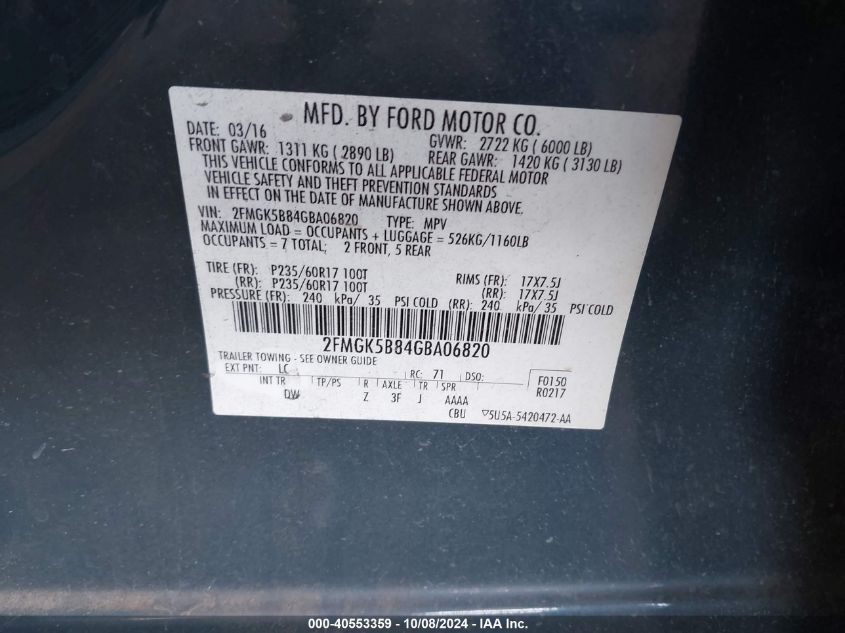 MFD. BY FORD MOTOR CO.
DATE: 03/16 GVWR: 2722 KG ( 6000 LB)
FRONT GAWR: 1311 KG ( 2890 LB) REAR GAWR: 1420 KG ( 3130 LB)
THIS VEHICLE CONFORMS TO ALL APPLICABLE FEDERAL MOTOR
VEHICLE SAFETY AND THEFT PREVENTION STANDARDS
IN EFFECT ON THE DATE OF MANUFACTURE SHOWN ABOVE.
VIN: 2FMGK5B84GBA06820 TYPE: MPV
MAXIMUM LOAD = OCCUPANTS + LUGGAGE = 526KG/1160LB
OCCUPANTS = 7 TOTAL; 2 FRONT, 5 REAR
TIRE (FR): P235/60R17 100T RIMS (FR): 17X7.5J
(RR): P235/60R17 100T (RR): 17X7.5J
PRESSURE (FR): 240 kPa/ 35 PSI COLD (RR): 240 kPa/ 35 PSI COLD
2FMGK5B84GBA06820
TRAILER TOWING - SEE OWNER GUIDE
EXT PNT: LC RC: 71 DSO: F0150
INT TR TP/PS R AXLE TR SPR R0217
DW Z 3F J AAAA
CBU ▽5U5A-5420472-AA
000-40553359 - 10/08/2024 - IAA Inc.